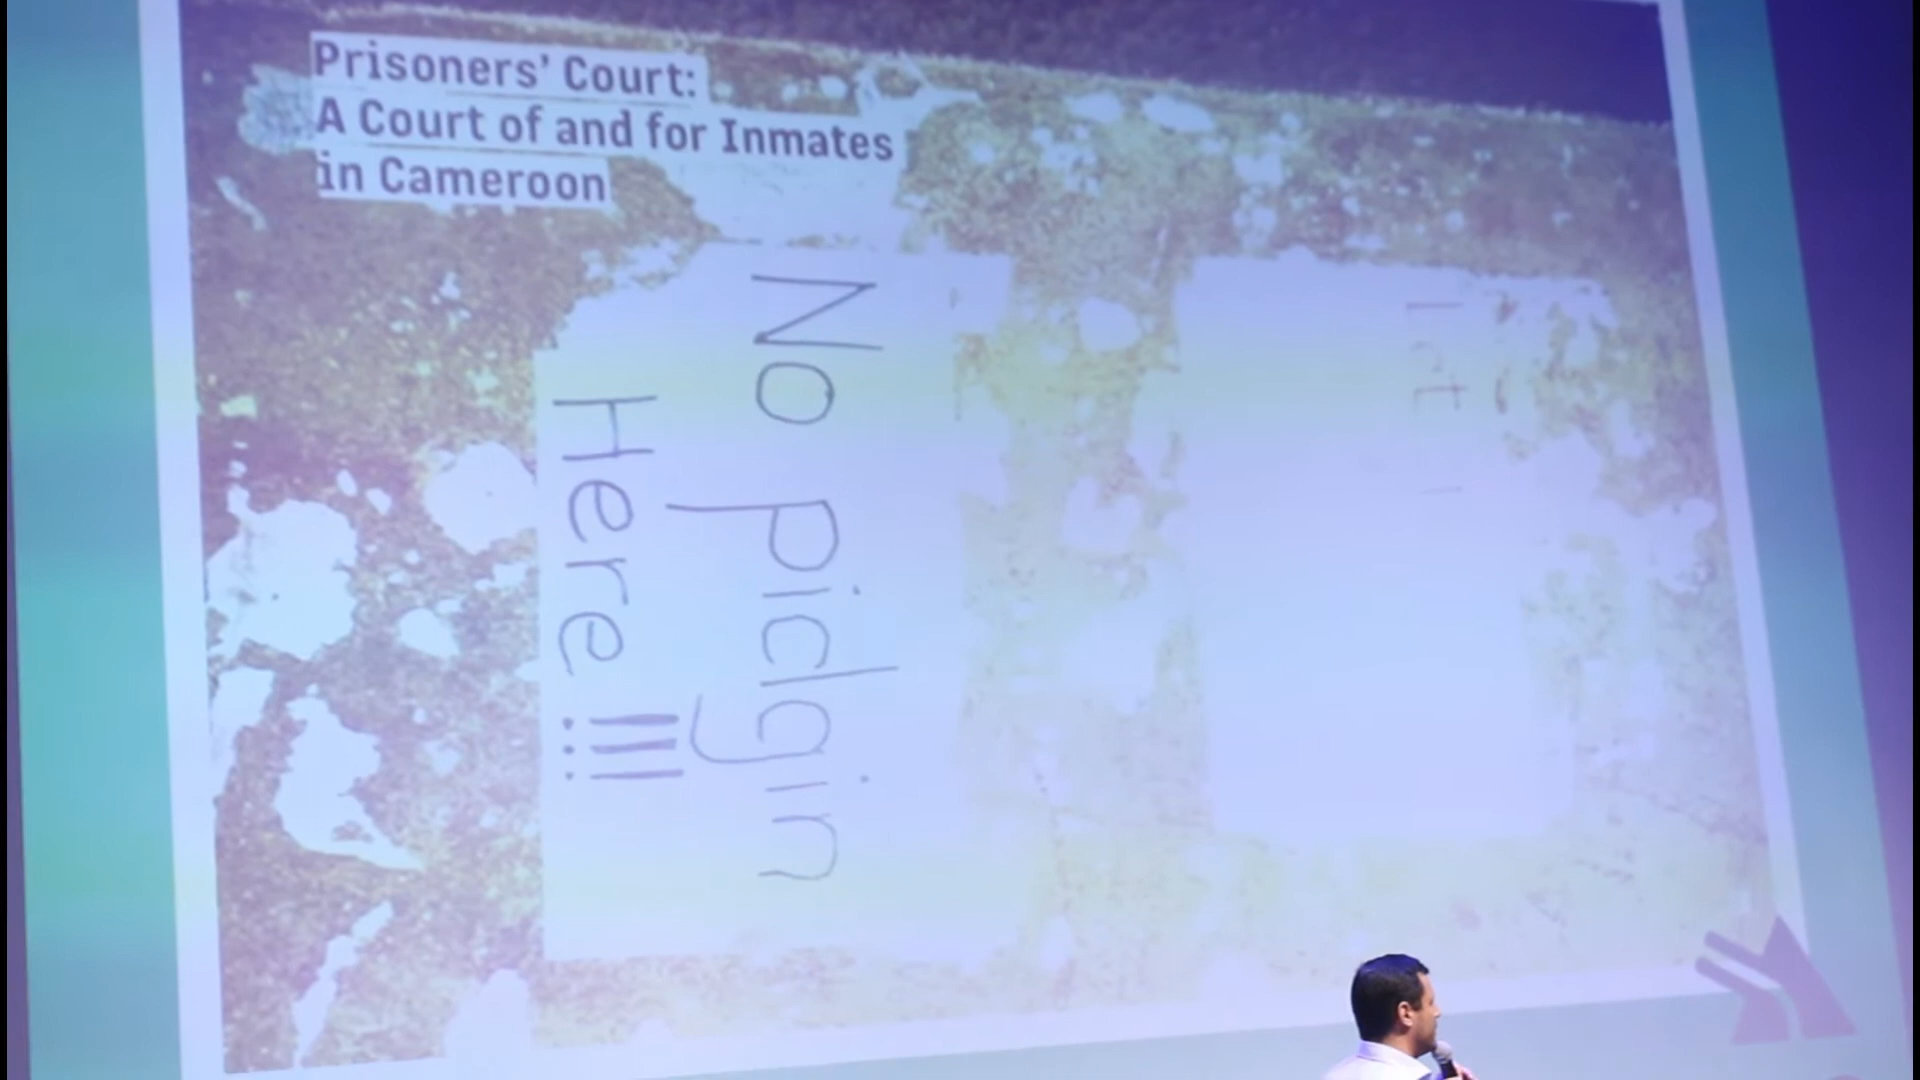 Prisoners’ Court:
A Court of and for Inmates
in Cameroon
No pidgin
Here !!!